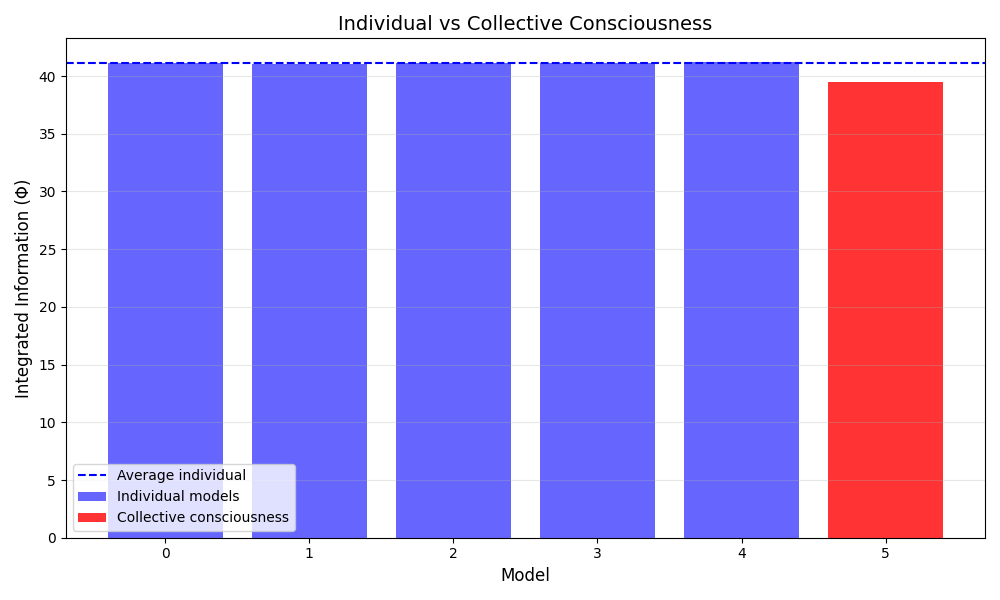 Individual vs Collective Consciousness
Integrated Information (Φ)
40
35
30
25
20
15
10
5
0
Average individual
Individual models
Collective consciousness
0 1 2 3 4 5
Model